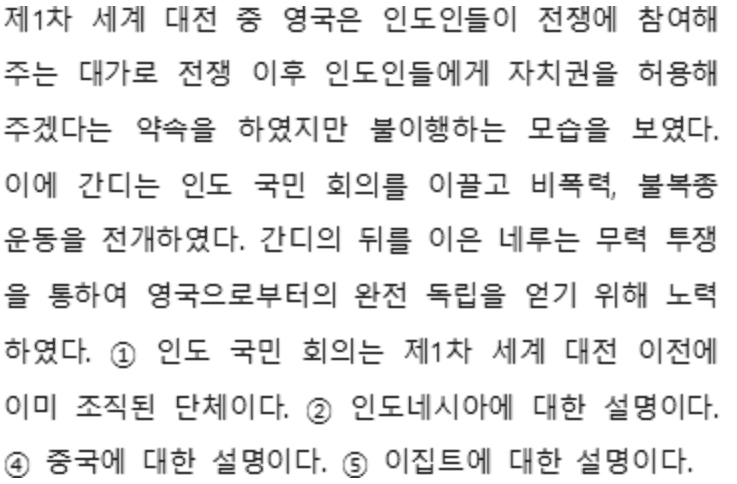 제1차 세계 대전 중 영국은 인도인들이 전쟁에 참여해
주는 대가로 전쟁 이후 인도인들에게 자치권을 허용해
주겠다는 약속을 하였지만 불이행하는 모습을 보였다.
이에 간디는 인도 국민 회의를 이끌고 비폭력, 불복종
운동을 전개하였다. 간디의 뒤를 이은 네루는 무력 투쟁
을 통하여 영국으로부터의 완전 독립을 얻기 위해 노력
하였다. ① 인도 국민 회의는 제1차 세계 대전 이전에
이미 조직된 단체이다. ② 인도네시아에 대한 설명이다.
④ 중국에 대한 설명이다. ⑤ 이집트에 대한 설명이다.